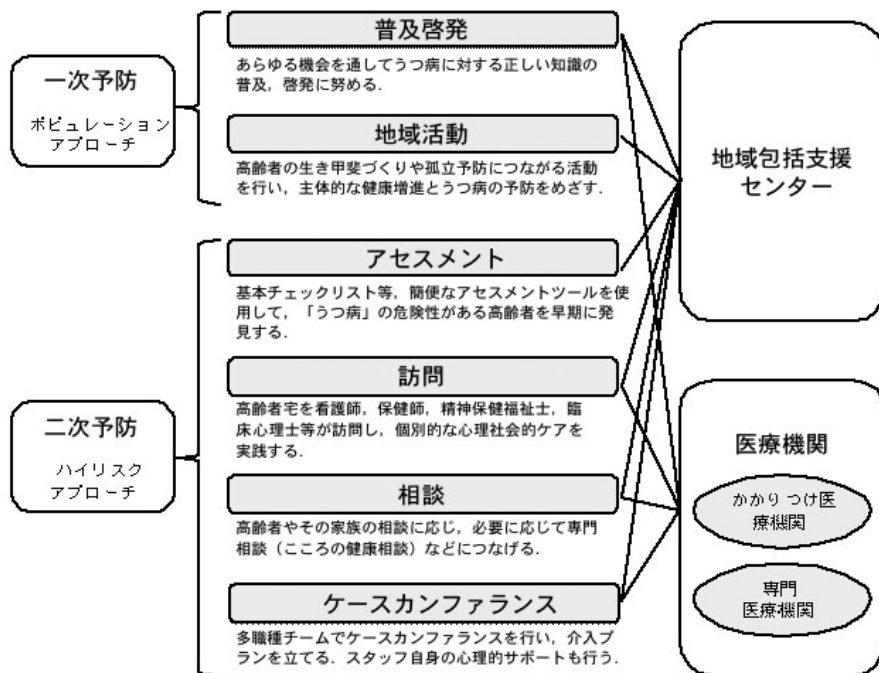 普及啓発
あらゆる機会を通してうつ病に対する正しい知識の
普及，啓発に努める．
一次予防
ポピュレーション
アプローチ
地域活動
高齢者の生き甲斐づくりや孤立予防につながる活動
を行い，主体的な健康増進とうつ病の予防をめざす．
地域包括支援
センター
アセスメント
基本チェックリスト等，簡便なアセスメントツールを使
用して，「うつ病」の危険性がある高齢者を早期に発
見する．
訪問
高齢者宅を看護師，保健師，精神保健福祉士，臨
床心理士等が訪問し，個別的な心理社会的ケアを
実践する．
二次予防
ハイリスク
アプローチ
相談
高齢者やその家族の相談に応じ，必要に応じて専門
相談（こころの健康相談）などにつなげる．
ケースカンファランス
多職種チームでケースカンファランスを行い，介入プ
ランを立てる．スタッフ自身の心理的サポートも行う．
医療機関
かかりつけ医
療機関
専門
医療機関